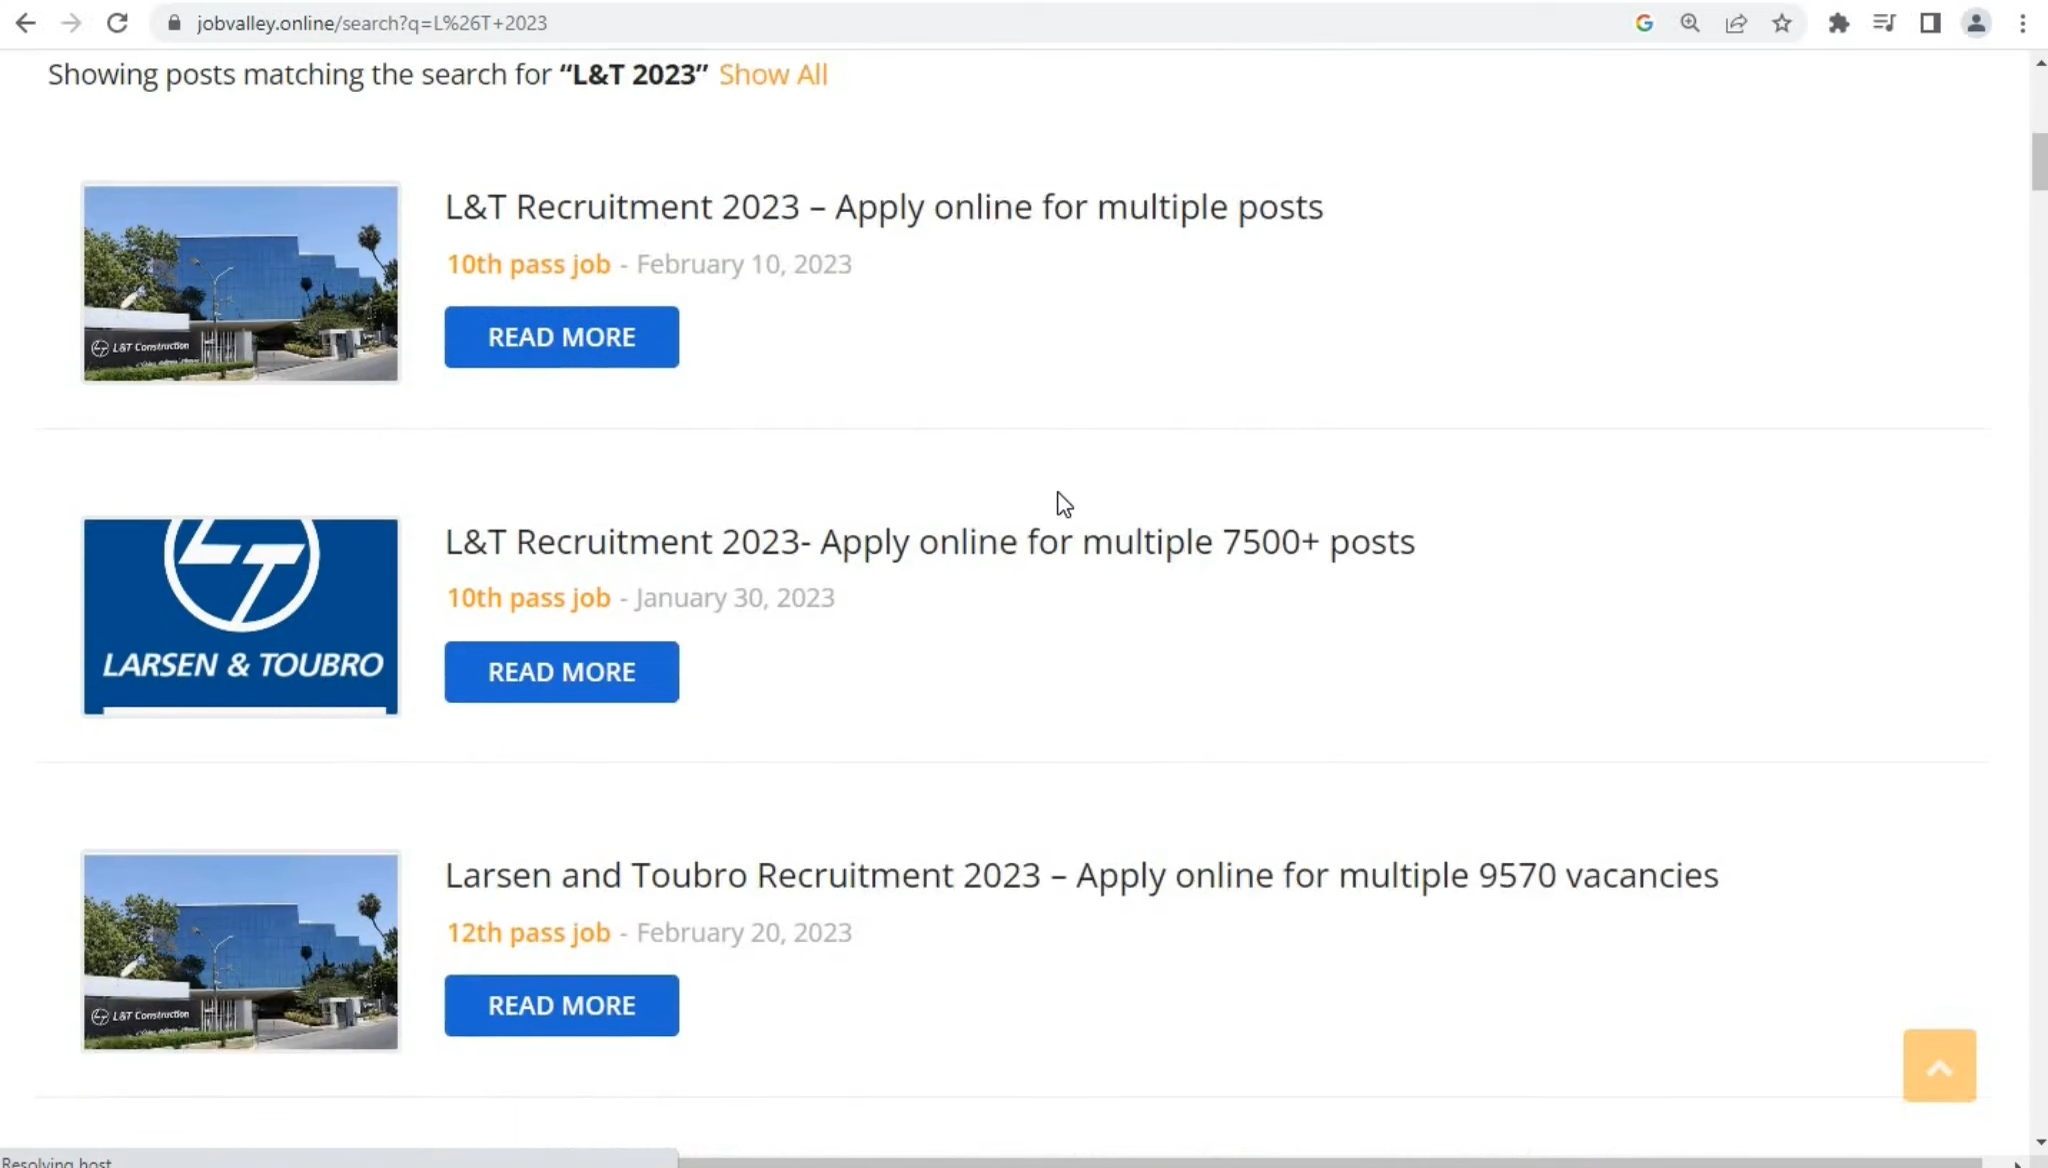 jobvalley.online/search?q=L%26T+2023
Showing posts matching the search for “L&T 2023” Show All
L&T Recruitment 2023 – Apply online for multiple posts
10th pass job - February 10, 2023
L&T Construction
READ MORE
L&T Recruitment 2023- Apply online for multiple 7500+ posts
10th pass job - January 30, 2023
LARSEN & TOUBRO
READ MORE
Larsen and Toubro Recruitment 2023 – Apply online for multiple 9570 vacancies
12th pass job - February 20, 2023
L&T Construction
READ MORE
Resolving host